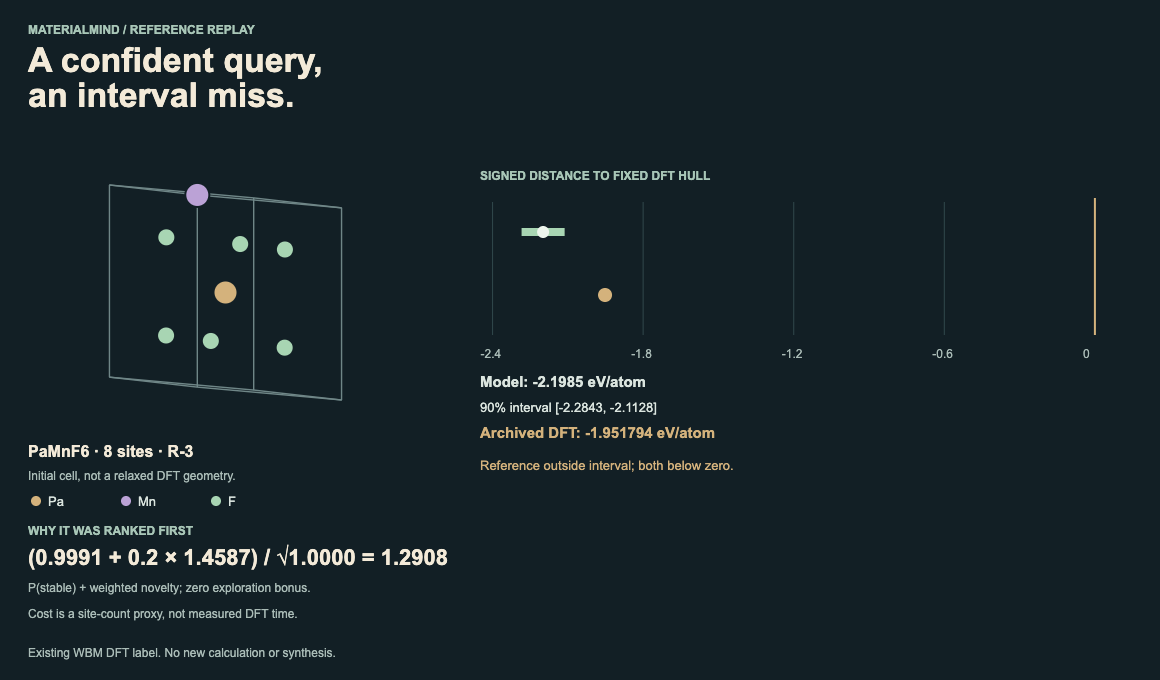 MATERIALMIND / REFERENCE REPLAY
A confident query,
an interval miss.
SIGNED DISTANCE TO FIXED DFT HULL
-2.4
-1.8
-1.2
-0.6
0
Model: -2.1985 eV/atom
90% interval [-2.2843, -2.1128]
Archived DFT: -1.951794 eV/atom
Reference outside interval; both below zero.
PaMnF6 · 8 sites · R-3
Initial cell, not a relaxed DFT geometry.
Pa
Mn
F
WHY IT WAS RANKED FIRST
(0.9991 + 0.2 × 1.4587) / √1.0000 = 1.2908
P(stable) + weighted novelty; zero exploration bonus.
Cost is a site-count proxy, not measured DFT time.
Existing WBM DFT label. No new calculation or synthesis.